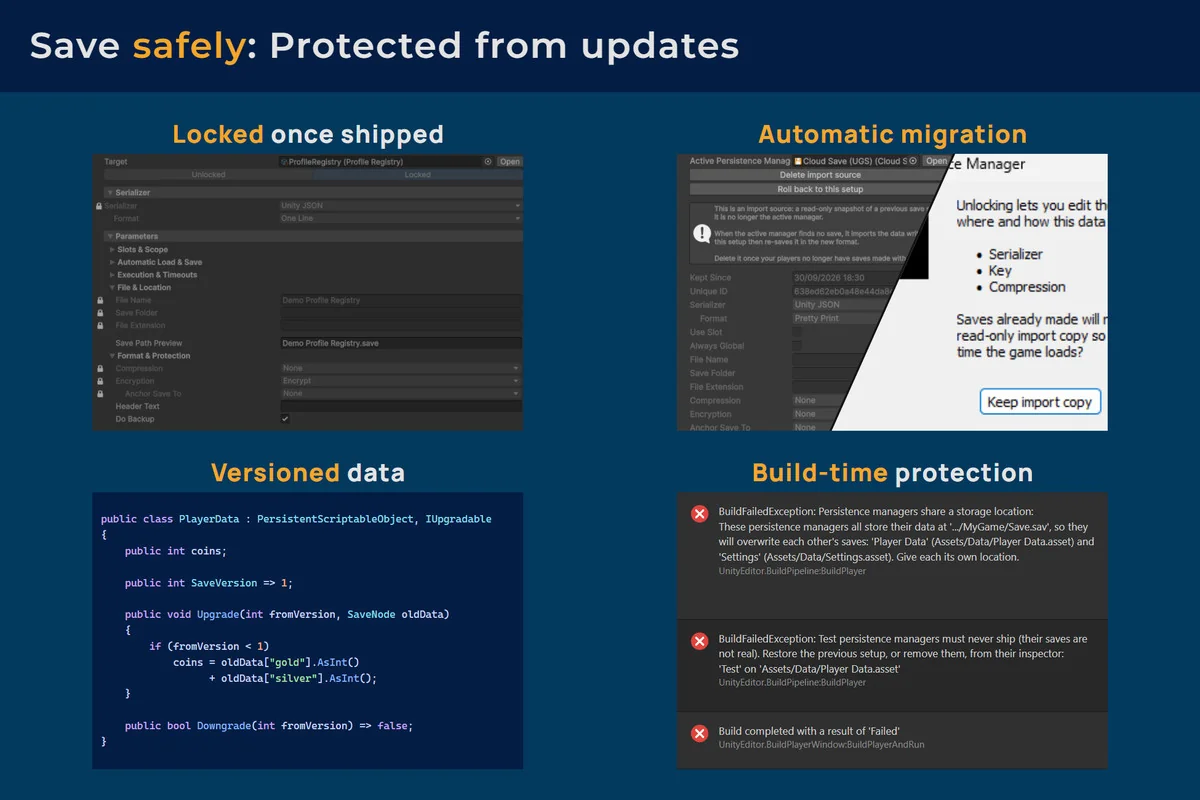 Save safely: Protected from updates
Locked once shipped
Target
ProfileRegistry (Profile Registry)
Open
Unlocked
Locked
Serializer
Serializer
Unity JSON
Format
One Line
Parameters
Slots & Scope
Automatic Load & Save
Execution & Timeouts
File & Location
File Name
Demo Profile Registry
Save Folder
File Extension
Save Path Preview
Demo Profile Registry.save
Format & Protection
Compression
None
Encryption
Encrypt
Anchor Save To
None
Header Text
Do Backup
Automatic migration
Active Persistence Manag
Cloud Save (UGS) (Cloud S
Open
Delete import source
Roll back to this setup
This is an import source: a read-only snapshot of a previous save
It is no longer the active manager.
When the active manager finds no save, it imports the data
this setup then re-saves it in the new format.
Delete it once your players no longer have saves made with
Kept Since
30/09/2026 18:30
Unique ID
638ed62eb0a48e44da8
Serializer
Unity JSON
Format
Pretty Print
Use Slot
Always Global
File Name
Save Folder
File Extension
Compression
None
Encryption
None
Anchor Save To
None
ce Manager
Unlocking lets you edit th
where and how this data
• Serializer
• Key
• Compression
Saves already made will
read-only import copy so
time the game loads?
Keep import copy
Versioned data
public class PlayerData : PersistentScriptableObject, IUpgradable
{
public int coins;
public int SaveVersion => 1;
public void Upgrade(int fromVersion, SaveNode oldData)
{
if (fromVersion < 1)
coins = oldData["gold"].AsInt()
+ oldData["silver"].AsInt();
}
public bool Downgrade(int fromVersion) => false;
}
Build-time protection
BuildFailedException: Persistence managers share a storage location:
These persistence managers all store their data at '.../MyGame/Save.sav', so they
will overwrite each other's saves: 'Player Data' (Assets/Data/Player Data.asset) and
'Settings' (Assets/Data/Settings.asset). Give each its own location.
UnityEditor.BuildPipeline:BuildPlayer
BuildFailedException: Test persistence managers must never ship (their saves are
not real). Restore the previous setup, or remove them, from their inspector:
'Test' on 'Assets/Data/Player Data.asset'
UnityEditor.BuildPipeline:BuildPlayer
Build completed with a result of 'Failed'
UnityEditor.BuildPlayerWindow:BuildPlayerAndRun